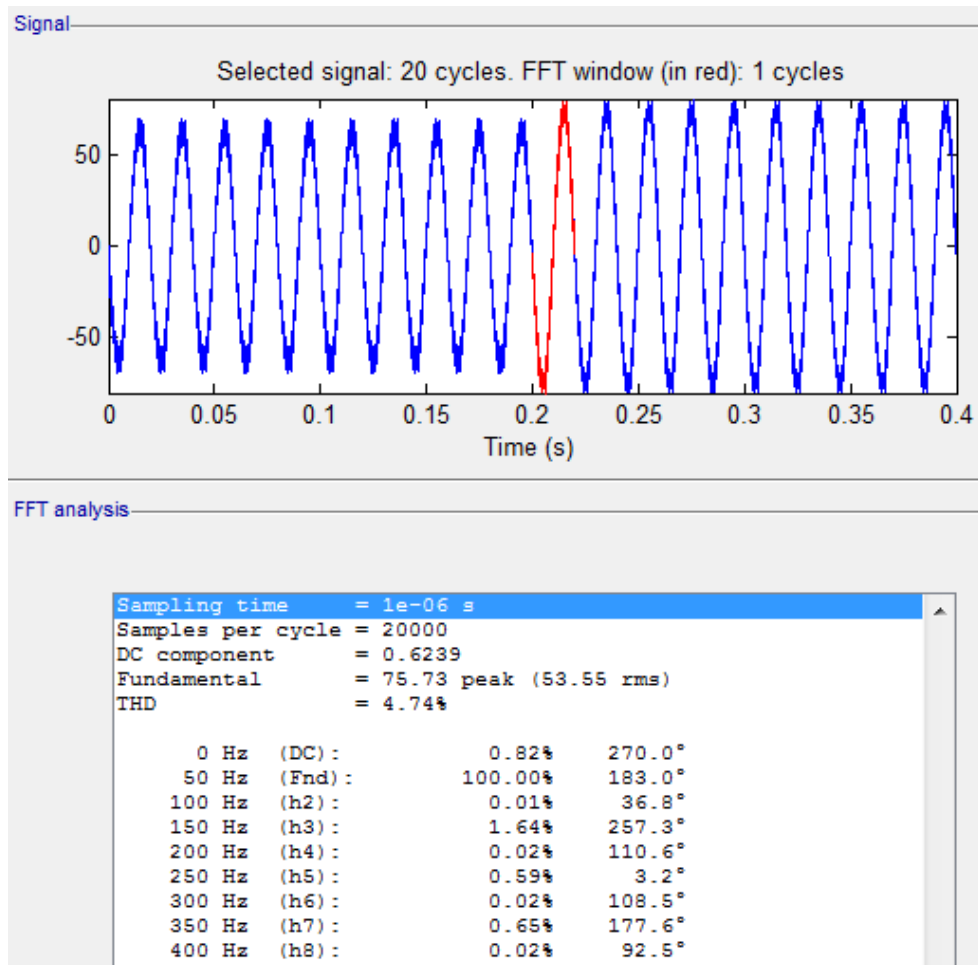 Signal
Selected signal: 20 cycles. FFT window (in red): 1 cycles
50
0
-50
0 0.05 0.1 0.15 0.2 0.25 0.3 0.35 0.4
Time (s)
FFT analysis
Sampling time = 1e-06 s
Samples per cycle = 20000
DC component = 0.6239
Fundamental = 75.73 peak (53.55 rms)
THD = 4.74%
0 Hz (DC): 0.82% 270.0°
50 Hz (Fnd): 100.00% 183.0°
100 Hz (h2): 0.01% 36.8°
150 Hz (h3): 1.64% 257.3°
200 Hz (h4): 0.02% 110.6°
250 Hz (h5): 0.59% 3.2°
300 Hz (h6): 0.02% 108.5°
350 Hz (h7): 0.65% 177.6°
400 Hz (h8): 0.02% 92.5°